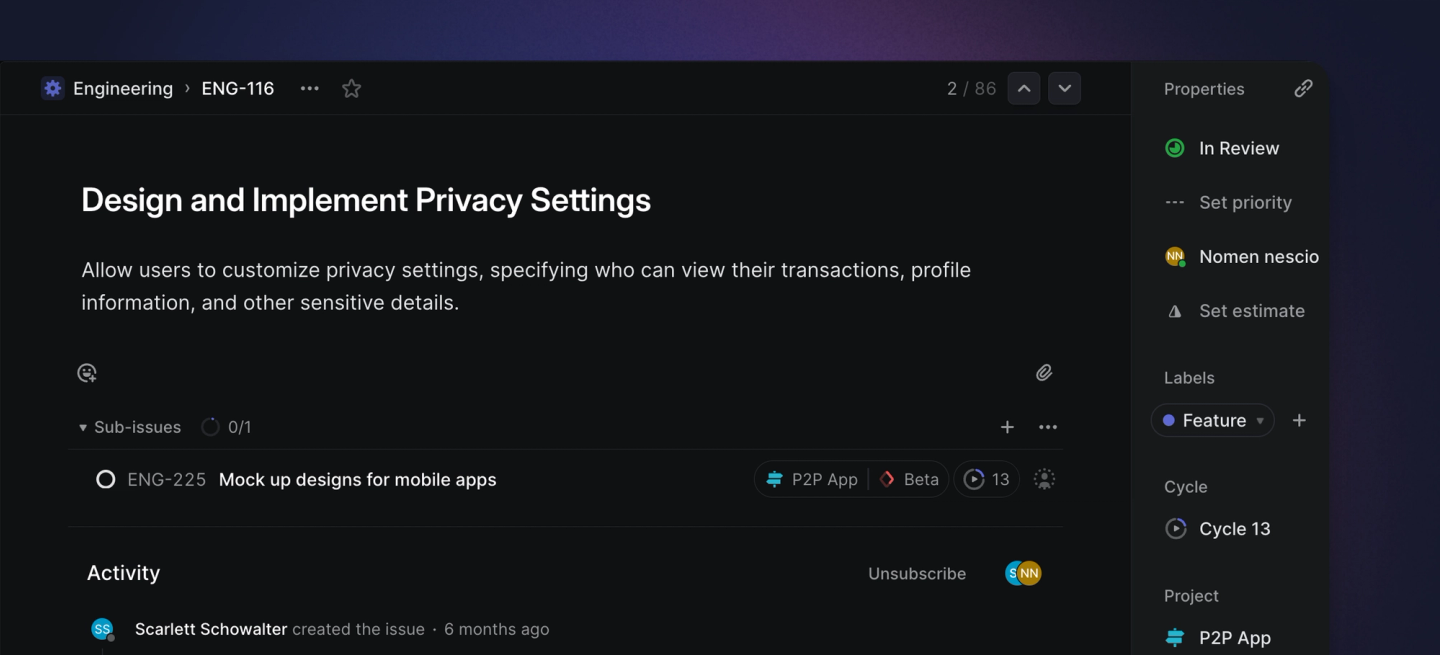 Engineering › ENG-116
2 / 86
Design and Implement Privacy Settings
Allow users to customize privacy settings, specifying who can view their transactions, profile
information, and other sensitive details.
Sub-issues 0/1
ENG-225 Mock up designs for mobile apps P2P App Beta 13
Activity
Unsubscribe
S NN
SS Scarlett Schowalter created the issue · 6 months ago
Properties
In Review
Set priority
NN Nomen nescio
Set estimate
Labels
Feature
Cycle
Cycle 13
Project
P2P App